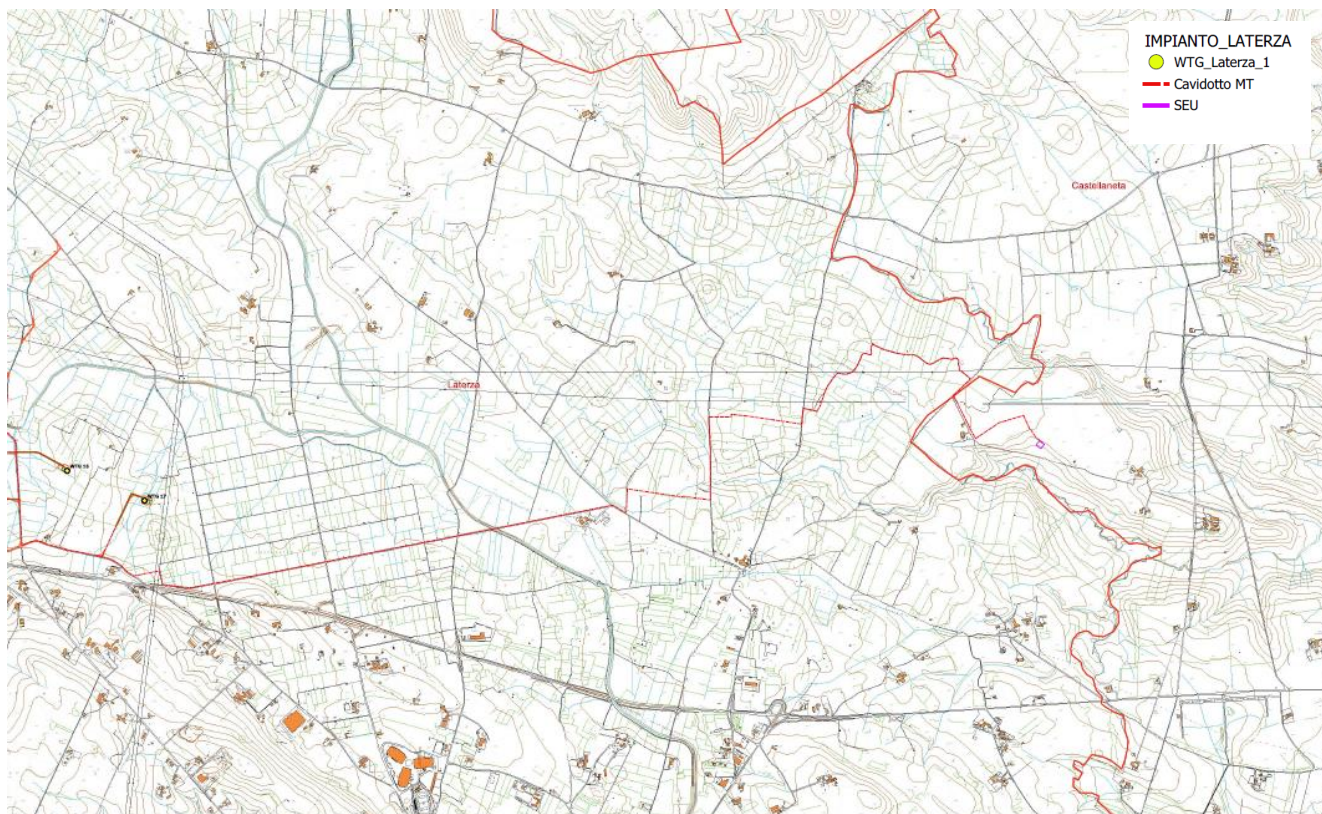 IMPIANTO_LATERZA
WTG_Laterza_1
Cavidotto MT
SEU
Castellaneta
Laterza